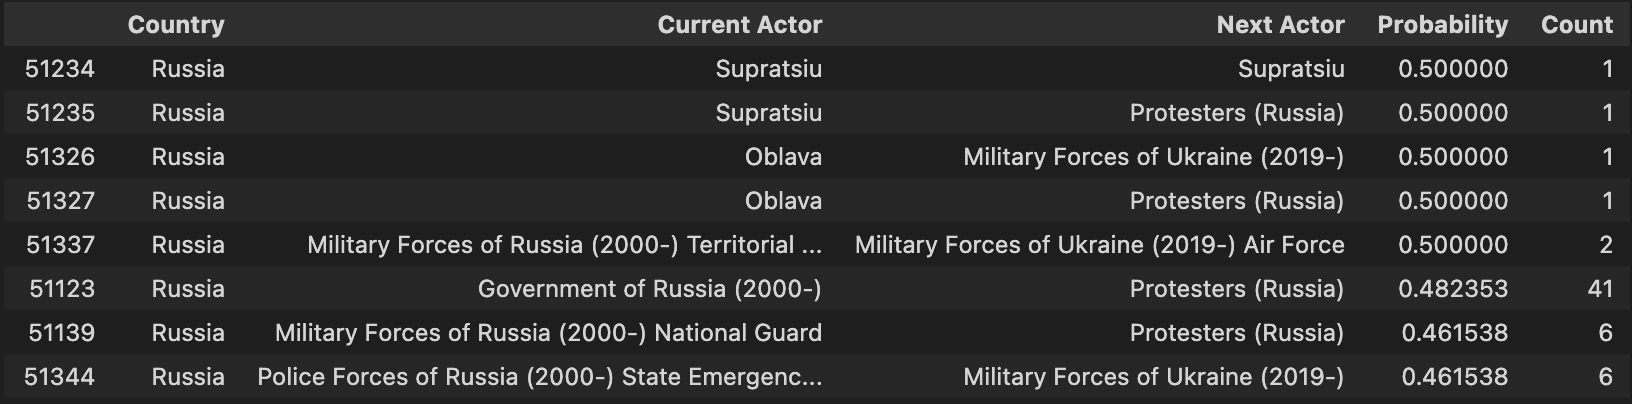 Country Current Actor Next Actor Probability Count
51234 Russia Supratsiu Supratsiu 0.500000 1
51235 Russia Supratsiu Protesters (Russia) 0.500000 1
51326 Russia Oblava Military Forces of Ukraine (2019-) 0.500000 1
51327 Russia Oblava Protesters (Russia) 0.500000 1
51337 Russia Military Forces of Russia (2000-) Territorial ... Military Forces of Ukraine (2019-) Air Force 0.500000 2
51123 Russia Government of Russia (2000-) Protesters (Russia) 0.482353 41
51139 Russia Military Forces of Russia (2000-) National Guard Protesters (Russia) 0.461538 6
51344 Russia Police Forces of Russia (2000-) State Emergenc... Military Forces of Ukraine (2019-) 0.461538 6